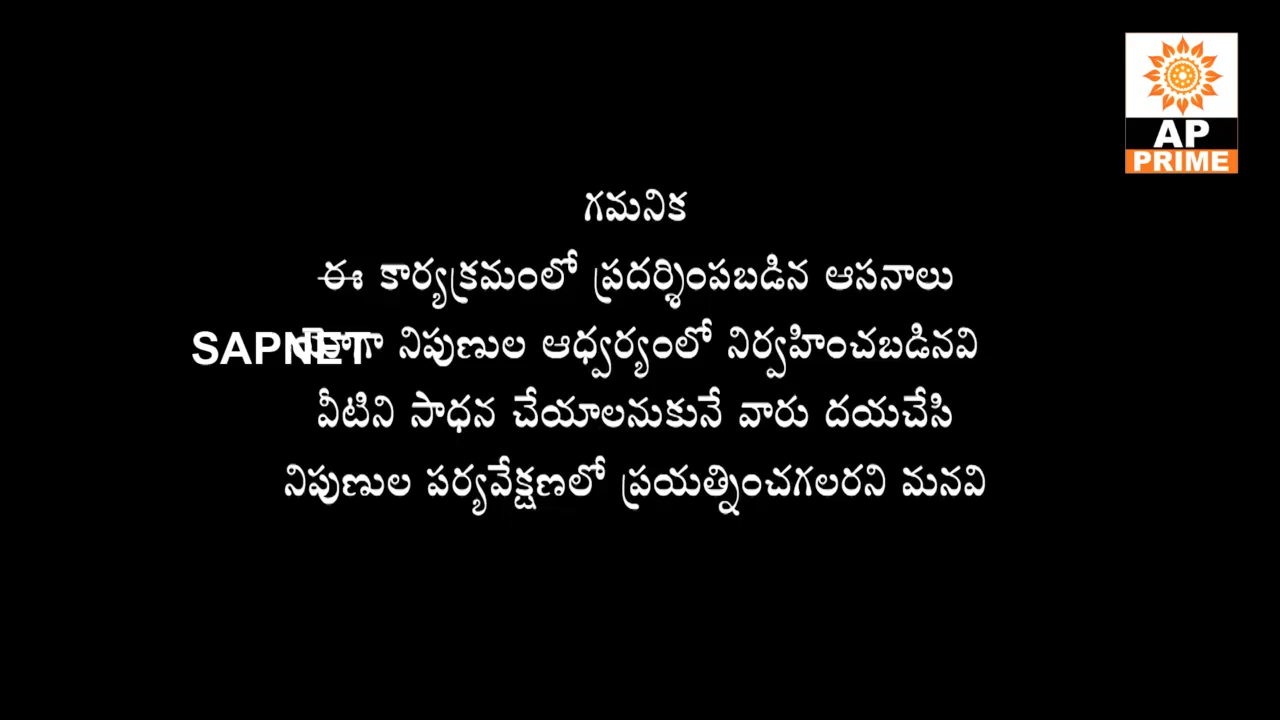 AP
PRIME
గమనిక
ఈ కార్యక్రమంలో ప్రదర్శింపబడిన ఆసనాలు
SAPNET నిపుణుల ఆధ్వర్యంలో నిర్వహించబడినవి
వీటిని సాధన చేయాలనుకునే వారు దయచేసి
నిపుణుల పర్యవేక్షణలో ప్రయత్నించగలరని మనవి